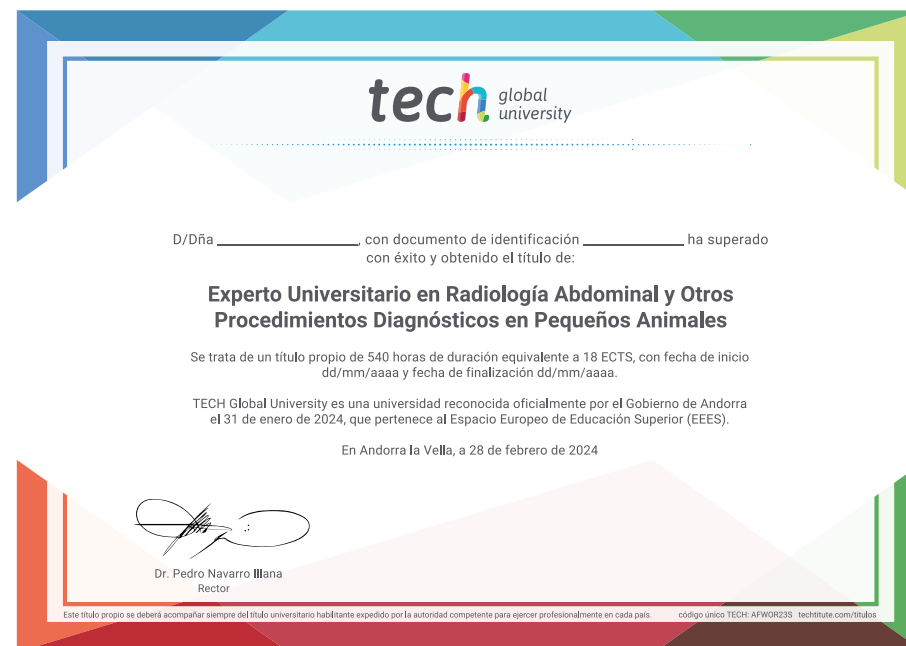 tech global university
D/Dña ______________, con documento de identificación __________ ha superado
con éxito y obtenido el título de:
Experto Universitario en Radiología Abdominal y Otros
Procedimientos Diagnósticos en Pequeños Animales
Se trata de un título propio de 540 horas de duración equivalente a 18 ECTS, con fecha de inicio
dd/mm/aaaa y fecha de finalización dd/mm/aaaa.
TECH Global University es una universidad reconocida oficialmente por el Gobierno de Andorra
el 31 de enero de 2024, que pertenece al Espacio Europeo de Educación Superior (EEES).
En Andorra la Vella, a 28 de febrero de 2024
Dr. Pedro Navarro Illana
Rector
Este título propio se deberá acompañar siempre del título universitario habilitante expedido por la autoridad competente para ejercer profesionalmente en cada país. código único TECH: AFWOR23S techtitute.com/titulos